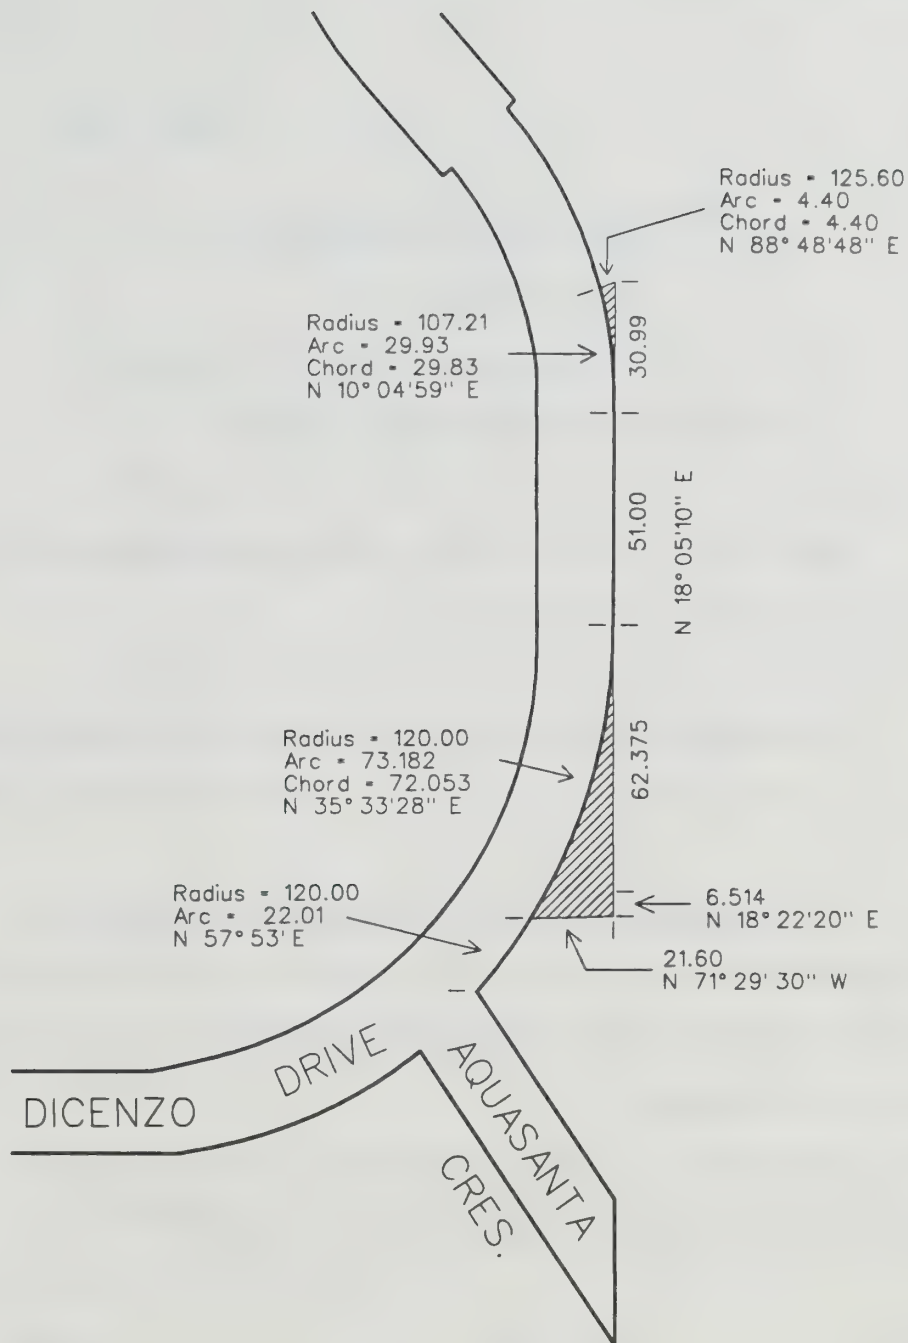 Radius = 125.60
Arc = 4.40
Chord = 4.40
N 88° 48'48" E
Radius = 107.21
Arc = 29.93
Chord = 29.83
N 10° 04'59" E
30.99
51.00
N 18° 05'10" E
Radius = 120.00
Arc = 73.182
Chord = 72.053
N 35° 33'28" E
62.375
Radius = 120.00
Arc = 22.01
N 57° 53' E
6.514
N 18° 22'20" E
21.60
N 71° 29' 30" W
DICENZO DRIVE
AQUASANTA
CRES.